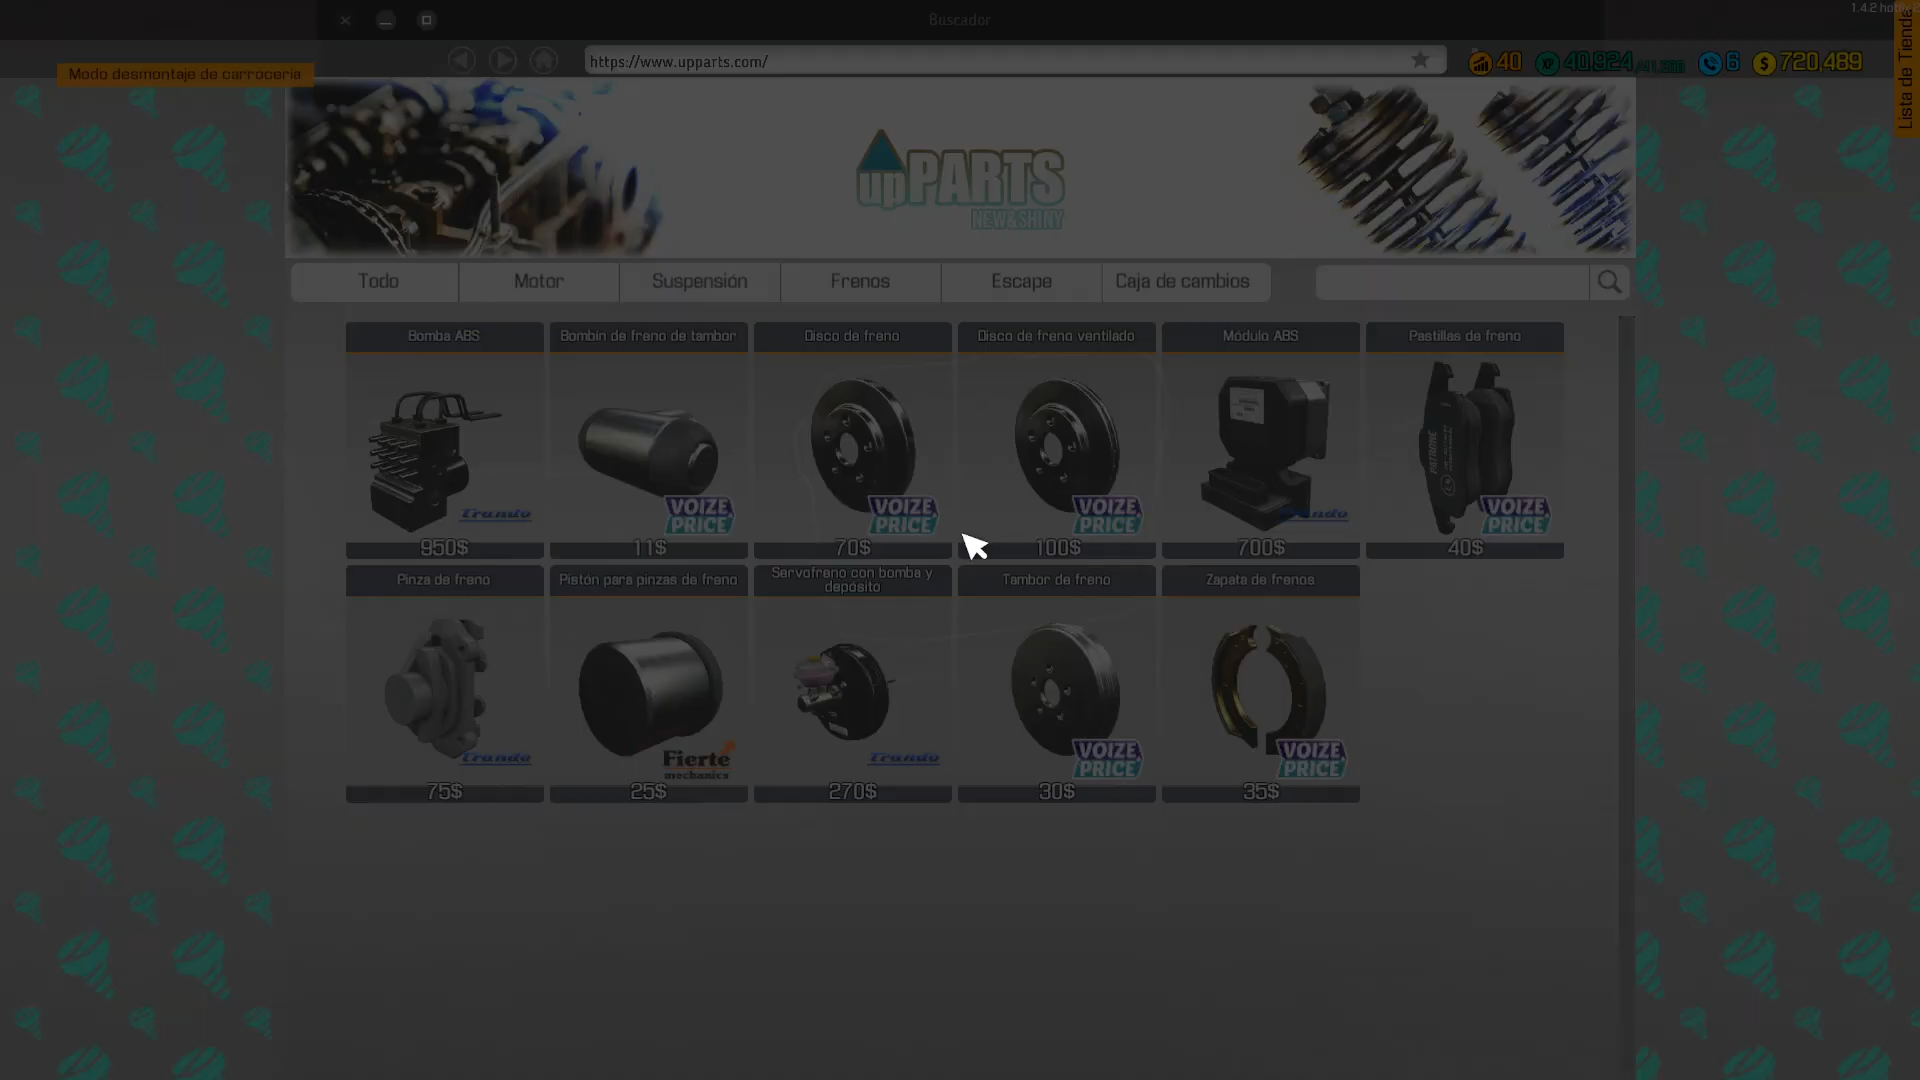 1.4.2 hotfix 2
Buscador
https://www.upparts.com/
40
40,924
6
720,489
Modo desmontaje de carrocería
Lista de Tienda
upPARTS
NEW&SHINY
Todo
Motor
Suspensión
Frenos
Escape
Caja de cambios
Bomba ABS
Bombín de freno de tambor
Disco de freno
Disco de freno ventilado
Módulo ABS
Pastillas de freno
Trando
VOIZE PRICE
VOIZE PRICE
VOIZE PRICE
Trando
PATRONE
VOIZE PRICE
950$
11$
70$
100$
700$
40$
Pinza de freno
Pistón para pinzas de freno
Servofreno con bomba y
depósito
Tambor de freno
Zapata de frenos
Trando
Fierte
mechanics
Trando
VOIZE PRICE
VOIZE PRICE
75$
25$
270$
30$
35$